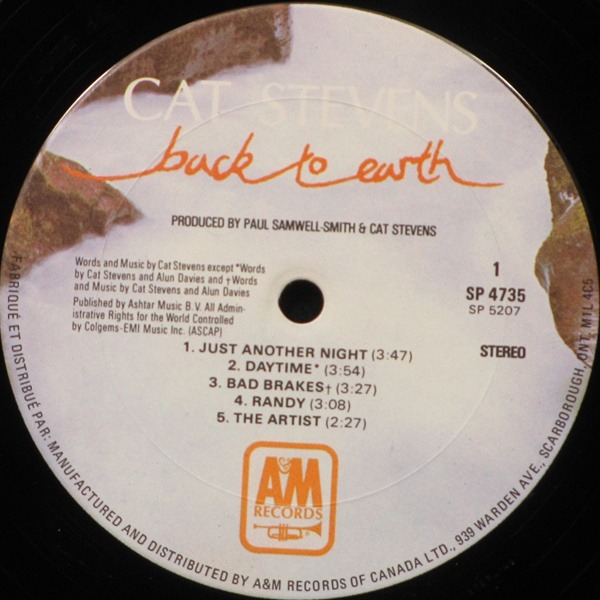 CAT STEVENS
back to earth
PRODUCED BY PAUL SAMWELL-SMITH & CAT STEVENS
Words and Music by Cat Stevens except *Words
by Cat Stevens and Alun Davies and †Words
and Music by Cat Stevens and Alun Davies
Published by Ashtar Music B.V. All Admin-
istrative Rights for the World Controlled
by Colgems-EMI Music Inc. (ASCAP)
1
SP 4735
SP 5207
STEREO
1. JUST ANOTHER NIGHT (3:47)
2. DAYTIME* (3:54)
3. BAD BRAKES† (3:27)
4. RANDY (3:08)
5. THE ARTIST (2:27)
A&M
RECORDS
FABRIQUÉ ET DISTRIBUÉ PAR: MANUFACTURED AND DISTRIBUTED BY A&M RECORDS OF CANADA LTD., 939 WARDEN AVE., SCARBOROUGH, ONT. M1L 4C5